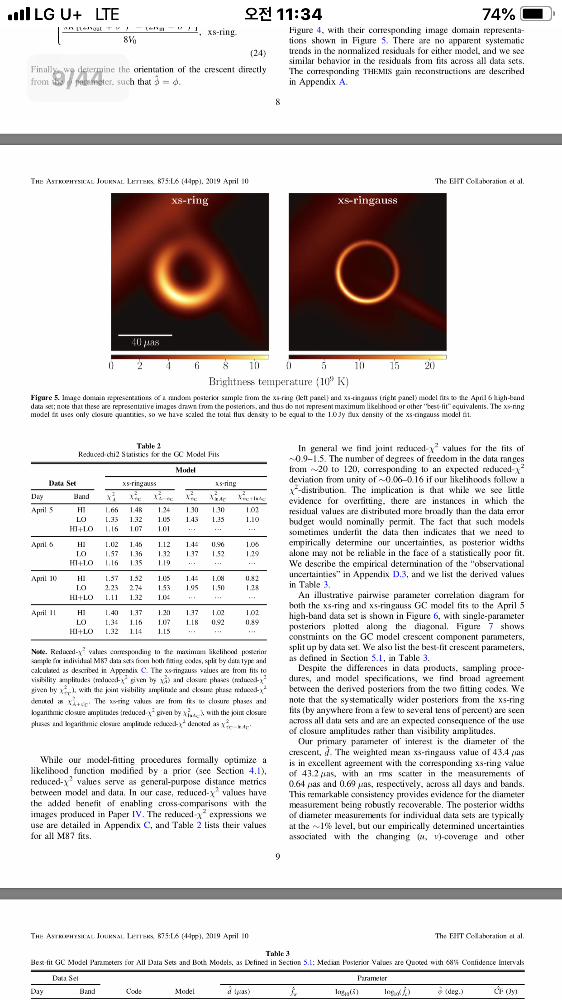 LG U+ LTE 오전 11:34 74%
8V₀ , xs-ring.
(24)
Finally, we determine the orientation of the crescent directly
from the ϕ parameter, such that ϕ̂ = ϕ.
9/44
Figure 4, with their corresponding image domain representa-
tions shown in Figure 5. There are no apparent systematic
trends in the normalized residuals for either model, and we see
similar behavior in the residuals from fits across all data sets.
The corresponding THEMIS gain reconstructions are described
in Appendix A.
8
THE ASTROPHYSICAL JOURNAL LETTERS, 875:L6 (44pp), 2019 April 10 The EHT Collaboration et al.
xs-ring xs-ringauss
40 μas
0 2 4 6 8 10 0 5 10 15 20
Brightness temperature (10⁹ K)
Figure 5. Image domain representations of a random posterior sample from the xs-ring (left panel) and xs-ringauss (right panel) model fits to the April 6 high-band
data set; note that these are representative images drawn from the posteriors, and thus do not represent maximum likelihood or other “best-fit” equivalents. The xs-ring
model fit uses only closure quantities, so we have scaled the total flux density to be equal to the 1.0 Jy flux density of the xs-ringauss model fit.
Table 2
Reduced-chi2 Statistics for the GC Model Fits
Model
Data Set xs-ringauss xs-ring
Day Band χ²_A χ²_ψC χ²_A+ψC χ²_ψC χ²_lnAC χ²_ψC+lnAC
April 5 HI 1.66 1.48 1.24 1.30 1.30 1.02
LO 1.33 1.32 1.05 1.43 1.35 1.10
HI+LO 1.16 1.07 1.01 ... ... ...
April 6 HI 1.02 1.46 1.12 1.44 0.96 1.06
LO 1.57 1.36 1.32 1.37 1.52 1.29
HI+LO 1.16 1.35 1.19 ... ... ...
April 10 HI 1.57 1.52 1.05 1.44 1.08 0.82
LO 2.23 2.74 1.53 1.95 1.50 1.28
HI+LO 1.11 1.32 1.04 ... ... ...
April 11 HI 1.40 1.37 1.20 1.37 1.02 1.02
LO 1.34 1.16 1.07 1.18 0.92 0.89
HI+LO 1.32 1.14 1.15 ... ... ...
Note. Reduced-χ² values corresponding to the maximum likelihood posterior
sample for individual M87 data sets from both fitting codes, split by data type and
calculated as described in Appendix C. The xs-ringauss values are from fits to
visibility amplitudes (reduced-χ² given by χ²_A) and closure phases (reduced-χ²
given by χ²_ψC), with the joint visibility amplitude and closure phase reduced-χ²
denoted as χ²_A+ψC. The xs-ring values are from fits to closure phases and
logarithmic closure amplitudes (reduced-χ² given by χ²_lnAC), with the joint closure
phases and logarithmic closure amplitude reduced-χ² denoted as χ²_ψC+lnAC.
While our model-fitting procedures formally optimize a
likelihood function modified by a prior (see Section 4.1),
reduced-χ² values serve as general-purpose distance metrics
between model and data. In our case, reduced-χ² values have
the added benefit of enabling cross-comparisons with the
images produced in Paper IV. The reduced-χ² expressions we
use are detailed in Appendix C, and Table 2 lists their values
for all M87 fits.
In general we find joint reduced-χ² values for the fits of
~0.9–1.5. The number of degrees of freedom in the data ranges
from ~20 to 120, corresponding to an expected reduced-χ²
deviation from unity of ~0.06–0.16 if our likelihoods follow a
χ²-distribution. The implication is that while we see little
evidence for overfitting, there are instances in which the
residual values are distributed more broadly than the data error
budget would nominally permit. The fact that such models
sometimes underfit the data then indicates that we need to
empirically determine our uncertainties, as posterior widths
alone may not be reliable in the face of a statistically poor fit.
We describe the empirical determination of the “observational
uncertainties” in Appendix D.3, and we list the derived values
in Table 3.
An illustrative pairwise parameter correlation diagram for
both the xs-ring and xs-ringauss GC model fits to the April 5
high-band data set is shown in Figure 6, with single-parameter
posteriors plotted along the diagonal. Figure 7 shows
constraints on the GC model crescent component parameters,
split up by data set. We also list the best-fit crescent parameters,
as defined in Section 5.1, in Table 3.
Despite the differences in data products, sampling proce-
dures, and model specifications, we find broad agreement
between the derived posteriors from the two fitting codes. We
note that the systematically wider posteriors from the xs-ring
fits (by anywhere from a few to several tens of percent) are seen
across all data sets and are an expected consequence of the use
of closure amplitudes rather than visibility amplitudes.
Our primary parameter of interest is the diameter of the
crescent, d̂. The weighted mean xs-ringauss value of 43.4 μas
is in excellent agreement with the corresponding xs-ring value
of 43.2 μas, with an rms scatter in the measurements of
0.64 μas and 0.69 μas, respectively, across all days and bands.
This remarkable consistency provides evidence for the diameter
measurement being robustly recoverable. The posterior widths
of diameter measurements for individual data sets are typically
at the ~1% level, but our empirically determined uncertainties
associated with the changing (u, v)-coverage and other
9
THE ASTROPHYSICAL JOURNAL LETTERS, 875:L6 (44pp), 2019 April 10 The EHT Collaboration et al.
Table 3
Best-fit GC Model Parameters for All Data Sets and Both Models, as Defined in Section 5.1; Median Posterior Values are Quoted with 68% Confidence Intervals
Data Set Parameter
Day Band Code Model d̂ (μas) f̂_w log₁₀(ŝ) log₁₀(f̂_c) ϕ̂ (deg.) ĈF (Jy)